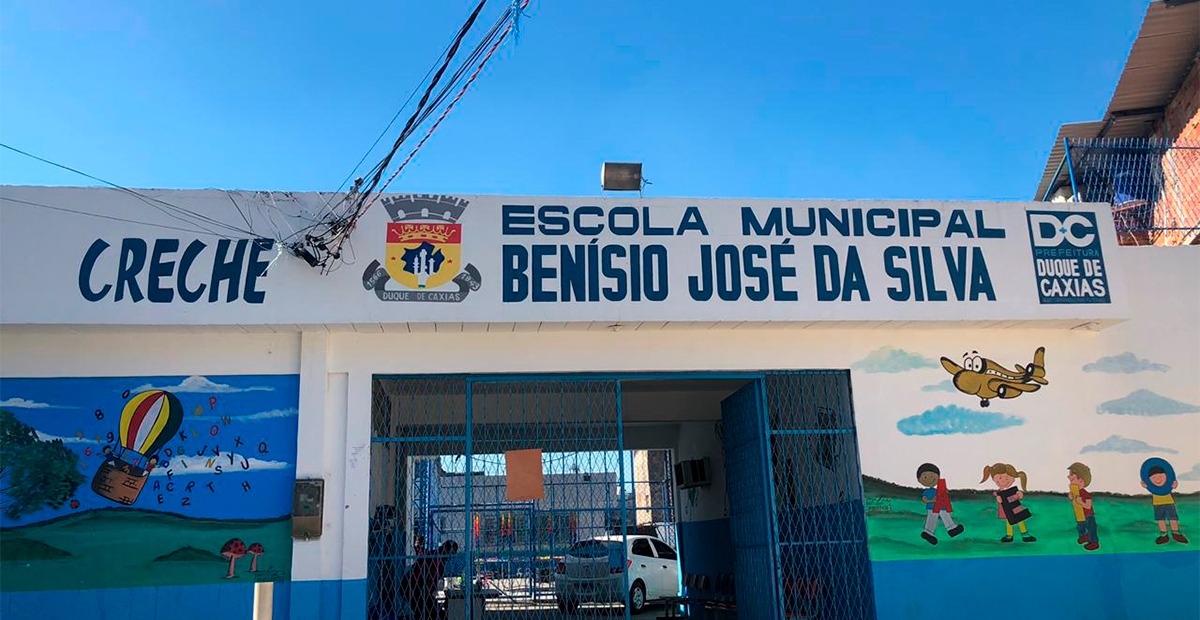 CRECHE
DUQUE DE CAXIAS
ESCOLA MUNICIPAL
BENÍSIO JOSÉ DA SILVA
DC
PREFEITURA
DUQUE DE
CAXIAS